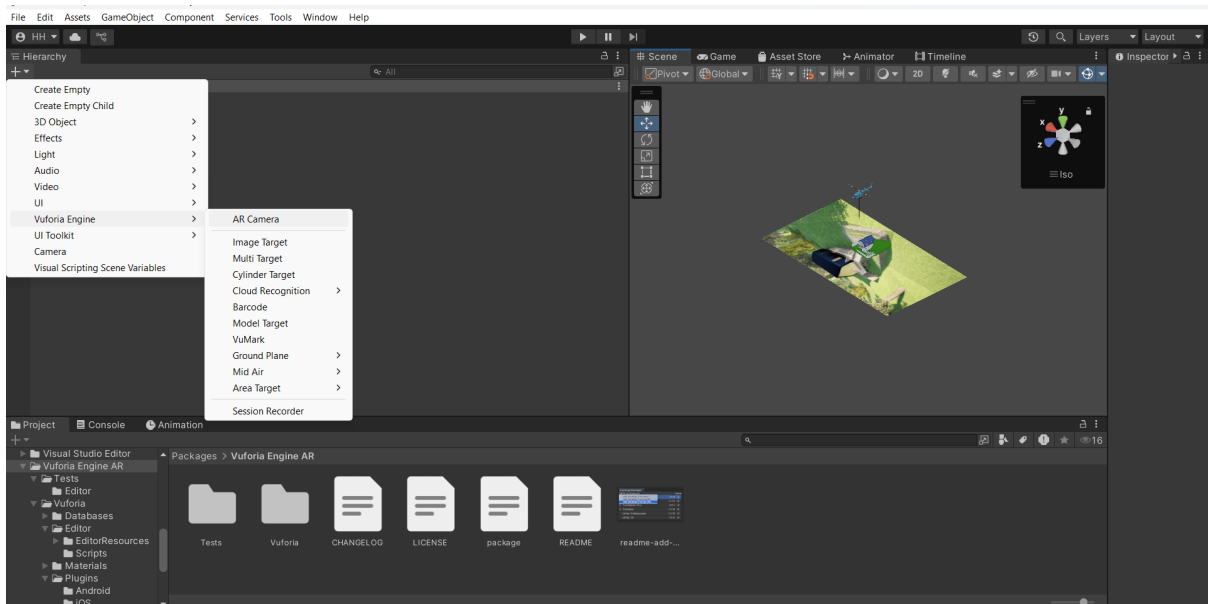 File Edit Assets GameObject Component Services Tools Window Help
HH Layers Layout
Hierarchy
All
Create Empty
Create Empty Child
3D Object
Effects
Light
Audio
Video
UI
Vuforia Engine
UI Toolkit
Camera
Visual Scripting Scene Variables
AR Camera
Image Target
Multi Target
Cylinder Target
Cloud Recognition
Barcode
Model Target
VuMark
Ground Plane
Mid Air
Area Target
Session Recorder
Scene Game Asset Store Animator Timeline
Pivot Global 2D
y
x
z
Iso
Inspector
Project Console Animation
16
Visual Studio Editor
Vuforia Engine AR
Tests
Editor
Vuforia
Databases
Editor
EditorResources
Scripts
Materials
Plugins
Android
iOS
Packages > Vuforia Engine AR
Tests Vuforia CHANGELOG LICENSE package README readme-add-...